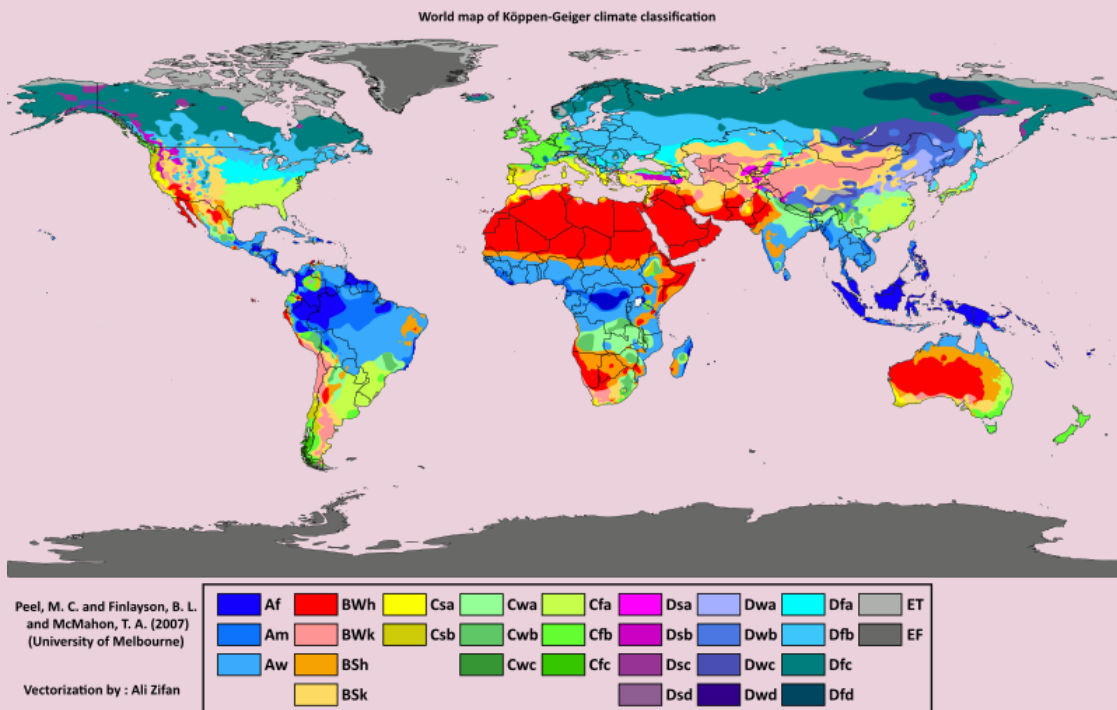 World map of Köppen-Geiger climate classification
Peel, M. C. and Finlayson, B. L.
and McMahon, T. A. (2007)
(University of Melbourne)
Vectorization by : Ali Zifan
Af BWh Csa Cwa Cfa Dsa Dwa Dfa ET
Am BWk Csb Cwb Cfb Dsb Dwb Dfb EF
Aw BSh Cwc Cfc Dsc Dwc Dfc
BSk Dsd Dwd Dfd